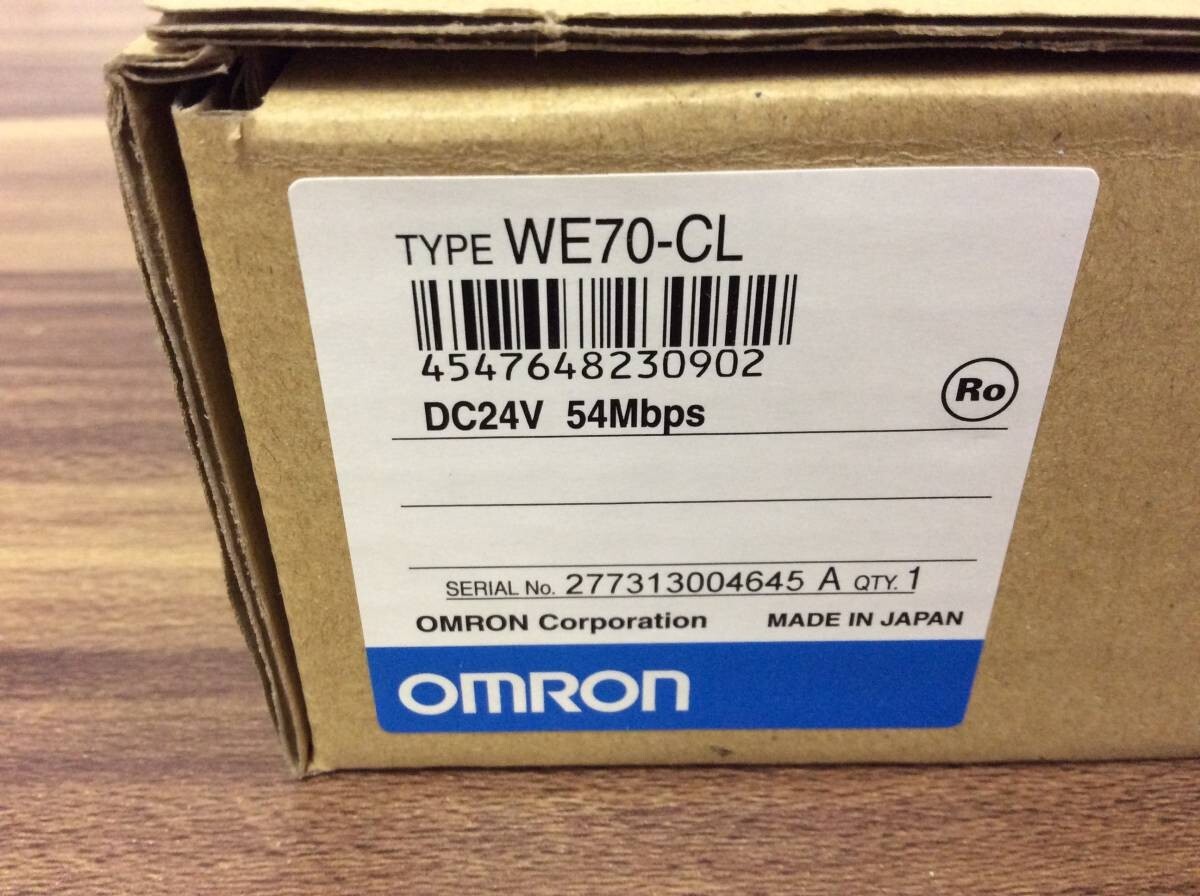 TYPE WE70-CL
4547648230902
DC24V 54Mbps
Ro
SERIAL No. 277313004645 A QTY. 1
OMRON Corporation MADE IN JAPAN
OMRON